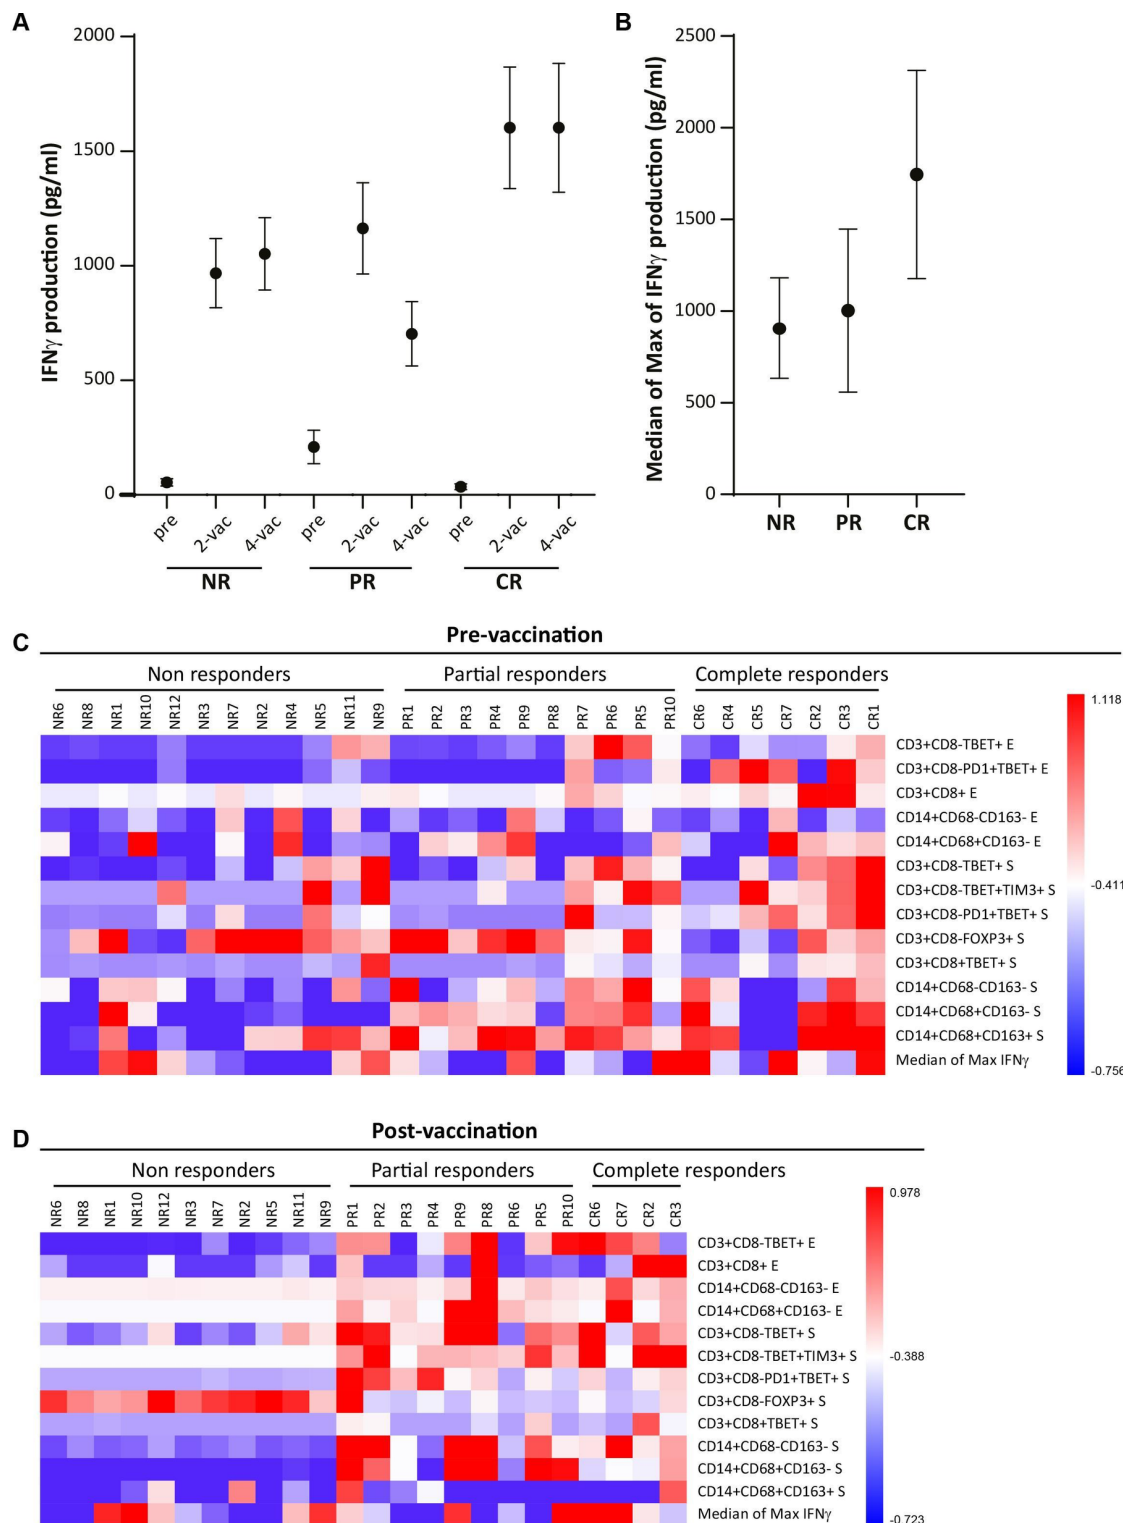 A
IFNγ production (pg/ml)
2000
1500
1000
500
0
pre
2-vac
4-vac
pre
2-vac
4-vac
pre
2-vac
4-vac
NR
PR
CR
B
Median of Max of IFNγ production (pg/ml)
2500
2000
1500
1000
500
0
NR
PR
CR
C
Pre-vaccination
Non responders
Partial responders
Complete responders
NR6 NR8 NR1 NR10 NR12 NR3 NR7 NR2 NR4 NR5 NR11 NR9 PR1 PR2 PR3 PR4 PR9 PR8 PR7 PR6 PR5 PR10 CR6 CR4 CR5 CR7 CR2 CR3 CR1
CD3+CD8-TBET+ E
CD3+CD8-PD1+TBET+ E
CD3+CD8+ E
CD14+CD68-CD163- E
CD14+CD68+CD163- E
CD3+CD8-TBET+ S
CD3+CD8-TBET+TIM3+ S
CD3+CD8-PD1+TBET+ S
CD3+CD8-FOXP3+ S
CD3+CD8+TBET+ S
CD14+CD68-CD163- S
CD14+CD68+CD163- S
CD14+CD68+CD163+ S
Median of Max IFNγ
1.118
-0.411
-0.756
D
Post-vaccination
Non responders
Partial responders
Complete responders
NR6 NR8 NR1 NR10 NR12 NR3 NR7 NR2 NR5 NR11 NR9 PR1 PR2 PR3 PR4 PR9 PR8 PR6 PR5 PR10 CR6 CR7 CR2 CR3
CD3+CD8-TBET+ E
CD3+CD8+ E
CD14+CD68-CD163- E
CD14+CD68+CD163- E
CD3+CD8-TBET+ S
CD3+CD8-TBET+TIM3+ S
CD3+CD8-PD1+TBET+ S
CD3+CD8-FOXP3+ S
CD3+CD8+TBET+ S
CD14+CD68-CD163- S
CD14+CD68+CD163- S
CD14+CD68+CD163+ S
Median of Max IFNγ
0.978
-0.388
-0.723